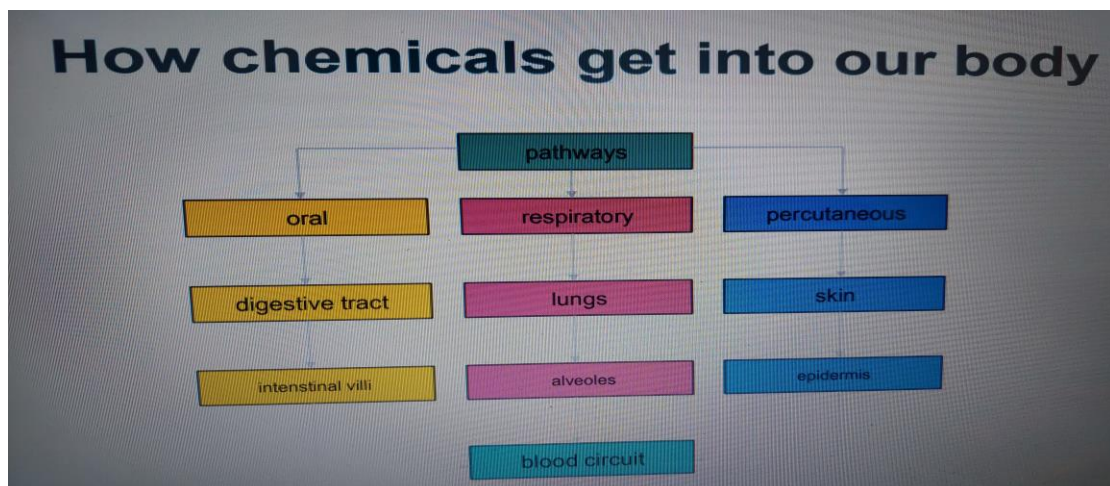 How chemicals get into our body
pathways
oral
respiratory
percutaneous
digestive tract
lungs
skin
intenstinal villi
alveoles
epidermis
blood circuit